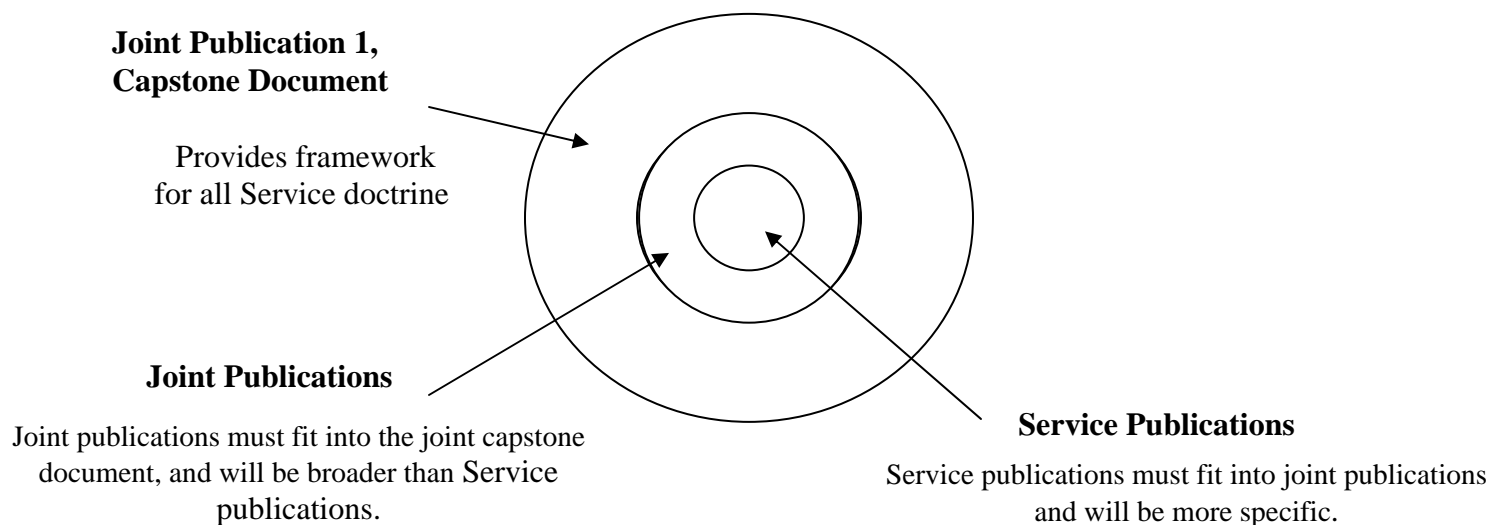 Joint Publication 1,
Capstone Document
Provides framework
for all Service doctrine
Joint Publications
Joint publications must fit into the joint capstone
document, and will be broader than Service
publications.
Service Publications
Service publications must fit into joint publications
and will be more specific.